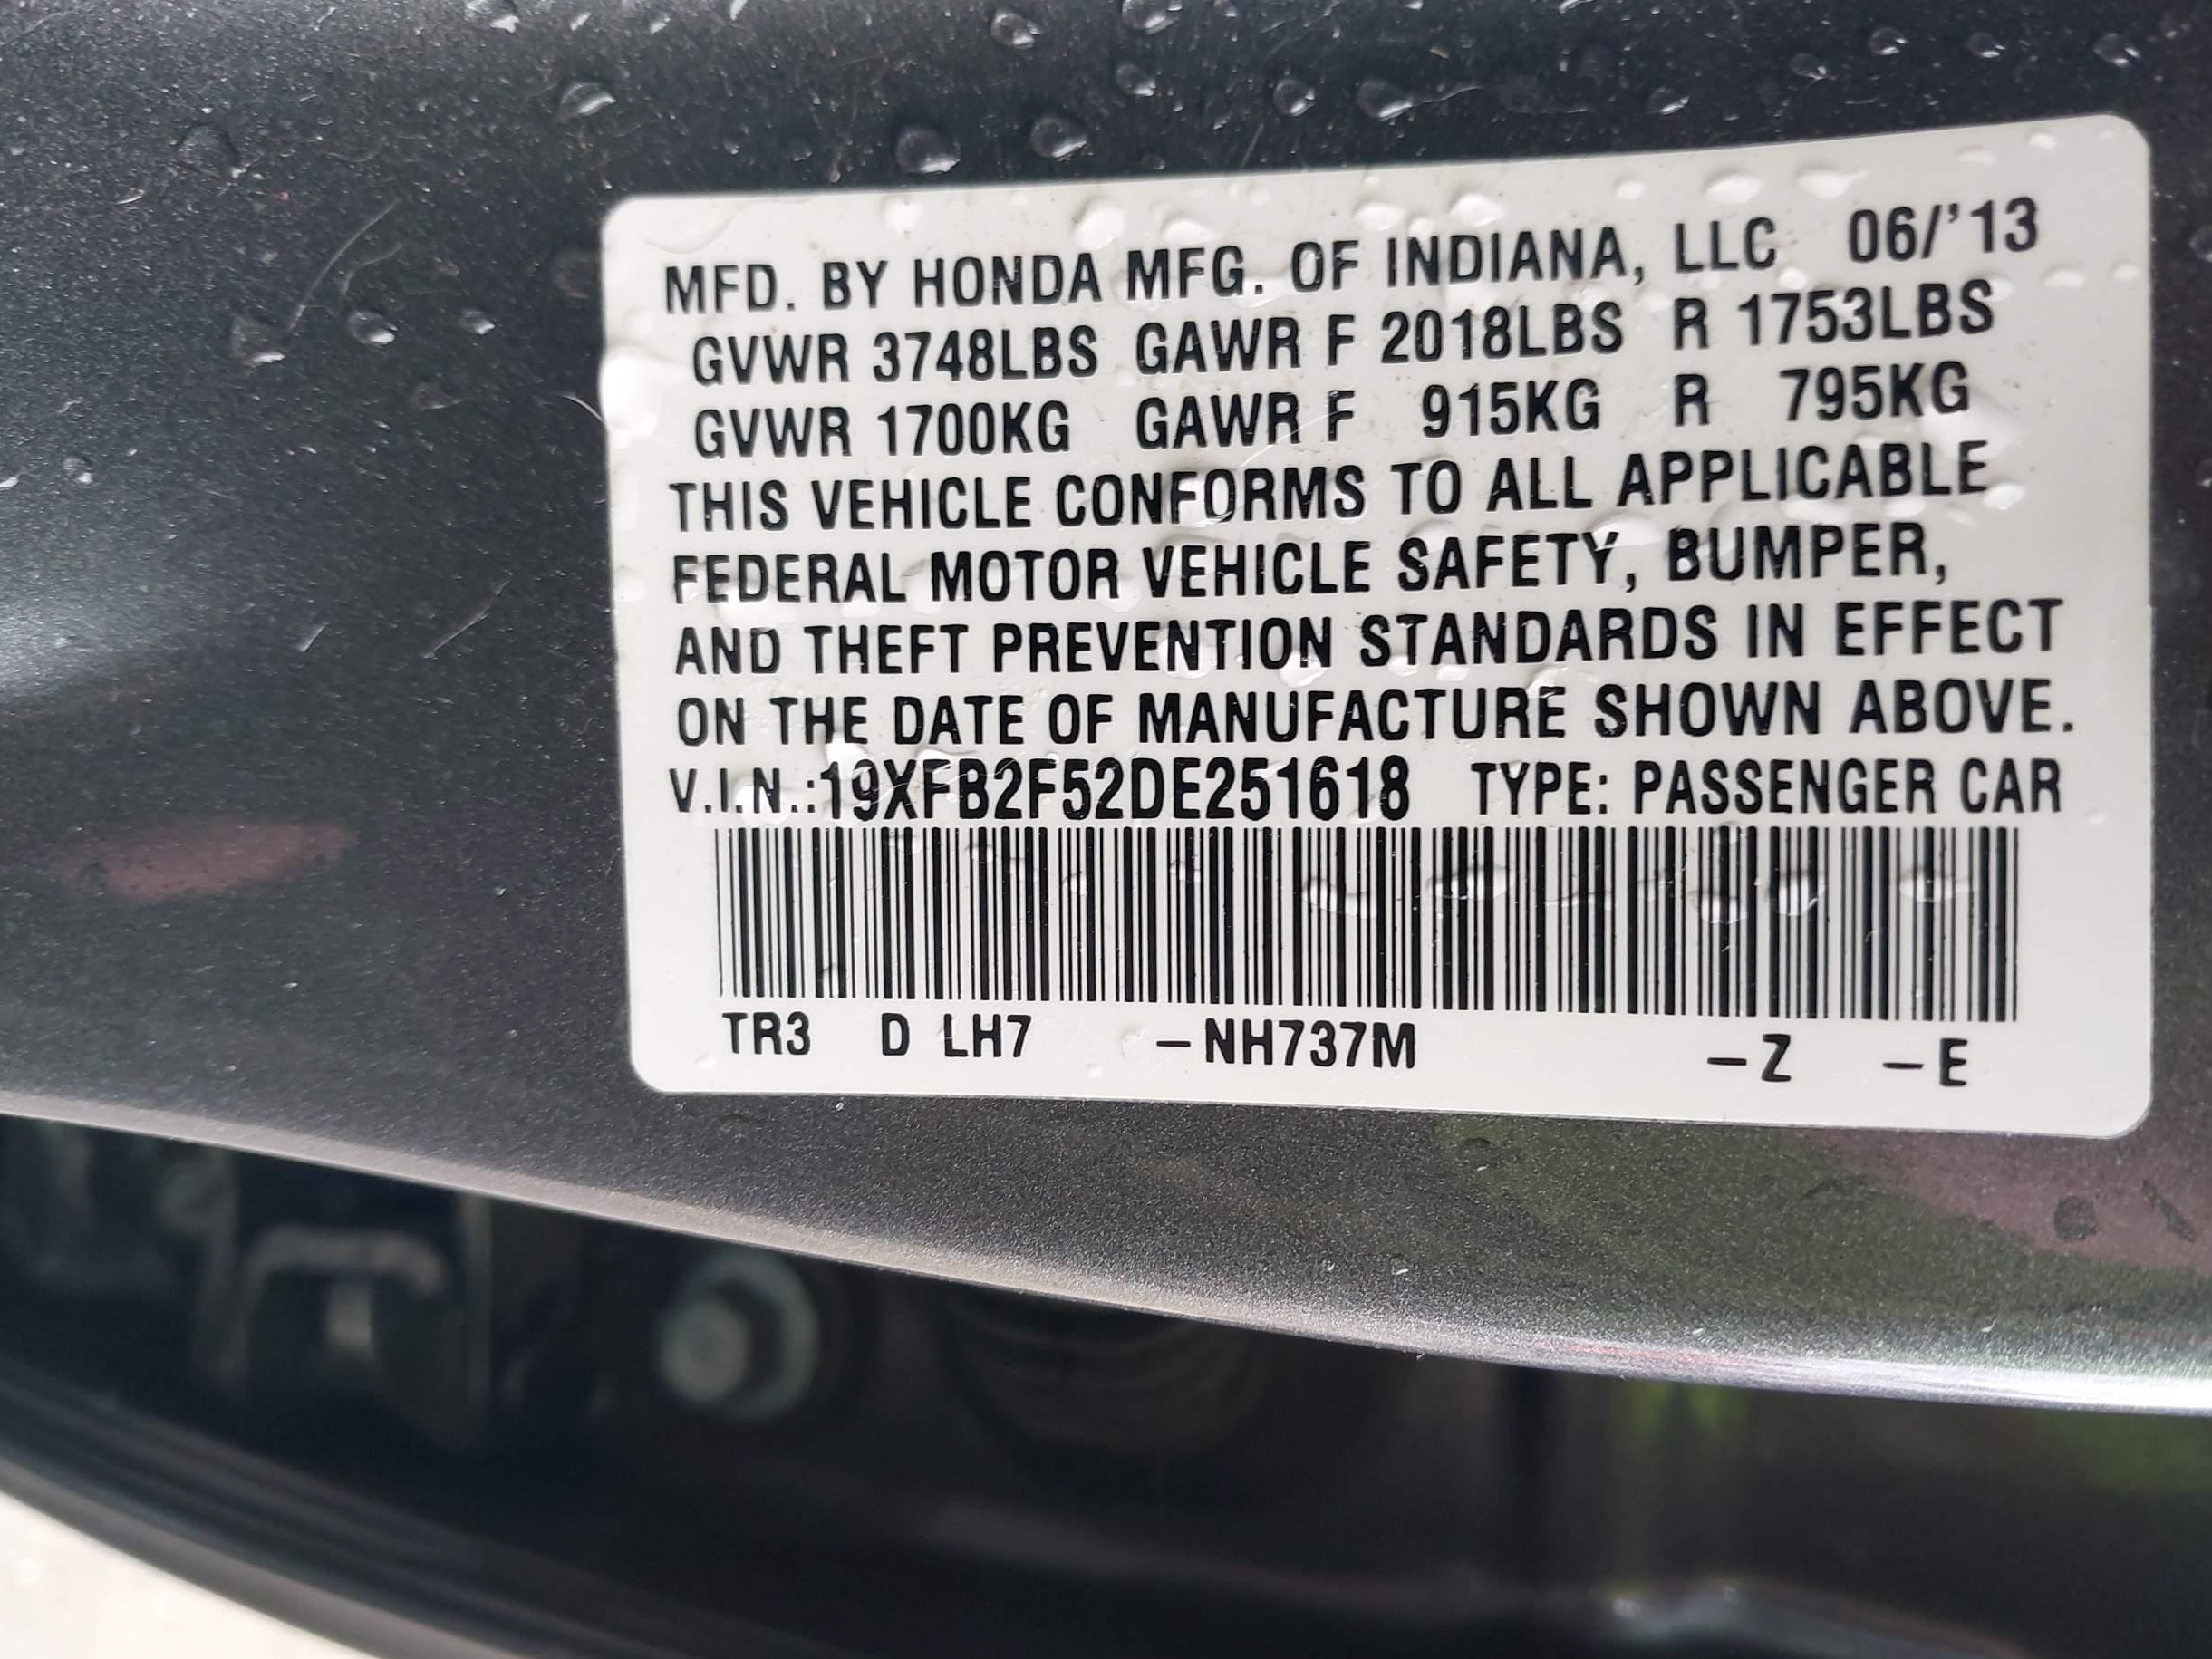 MFD. BY HONDA MFG. OF INDIANA, LLC 06/'13
GVWR 3748LBS GAWR F 2018LBS R 1753LBS
GVWR 1700KG GAWR F 915KG R 795KG
THIS VEHICLE CONFORMS TO ALL APPLICABLE
FEDERAL MOTOR VEHICLE SAFETY, BUMPER,
AND THEFT PREVENTION STANDARDS IN EFFECT
ON THE DATE OF MANUFACTURE SHOWN ABOVE.
V.I.N.:19XFB2F52DE251618 TYPE: PASSENGER CAR
TR3 D LH7 –NH737M –Z –E